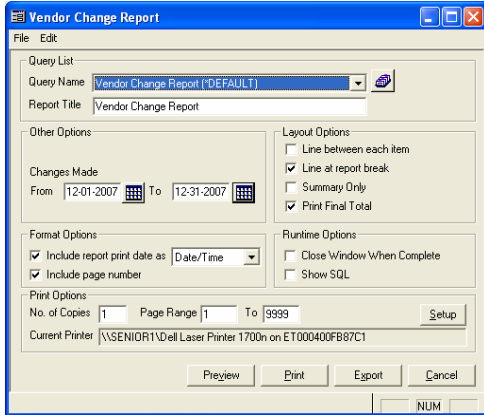 Vendor Change Report
File Edit
Query List
Query Name Vendor Change Report (*DEFAULT)
Report Title Vendor Change Report
Other Options
Changes Made
From 12-01-2007 To 12-31-2007
Layout Options
Line between each item
Line at report break
Summary Only
Print Final Total
Format Options
Include report print date as Date/Time
Include page number
Runtime Options
Close Window When Complete
Show SQL
Print Options
No. of Copies 1 Page Range 1 To 9999 Setup
Current Printer \\SENIOR1\Dell Laser Printer 1700n on ET000400FB87C1
Preview Print Export Cancel
NUM